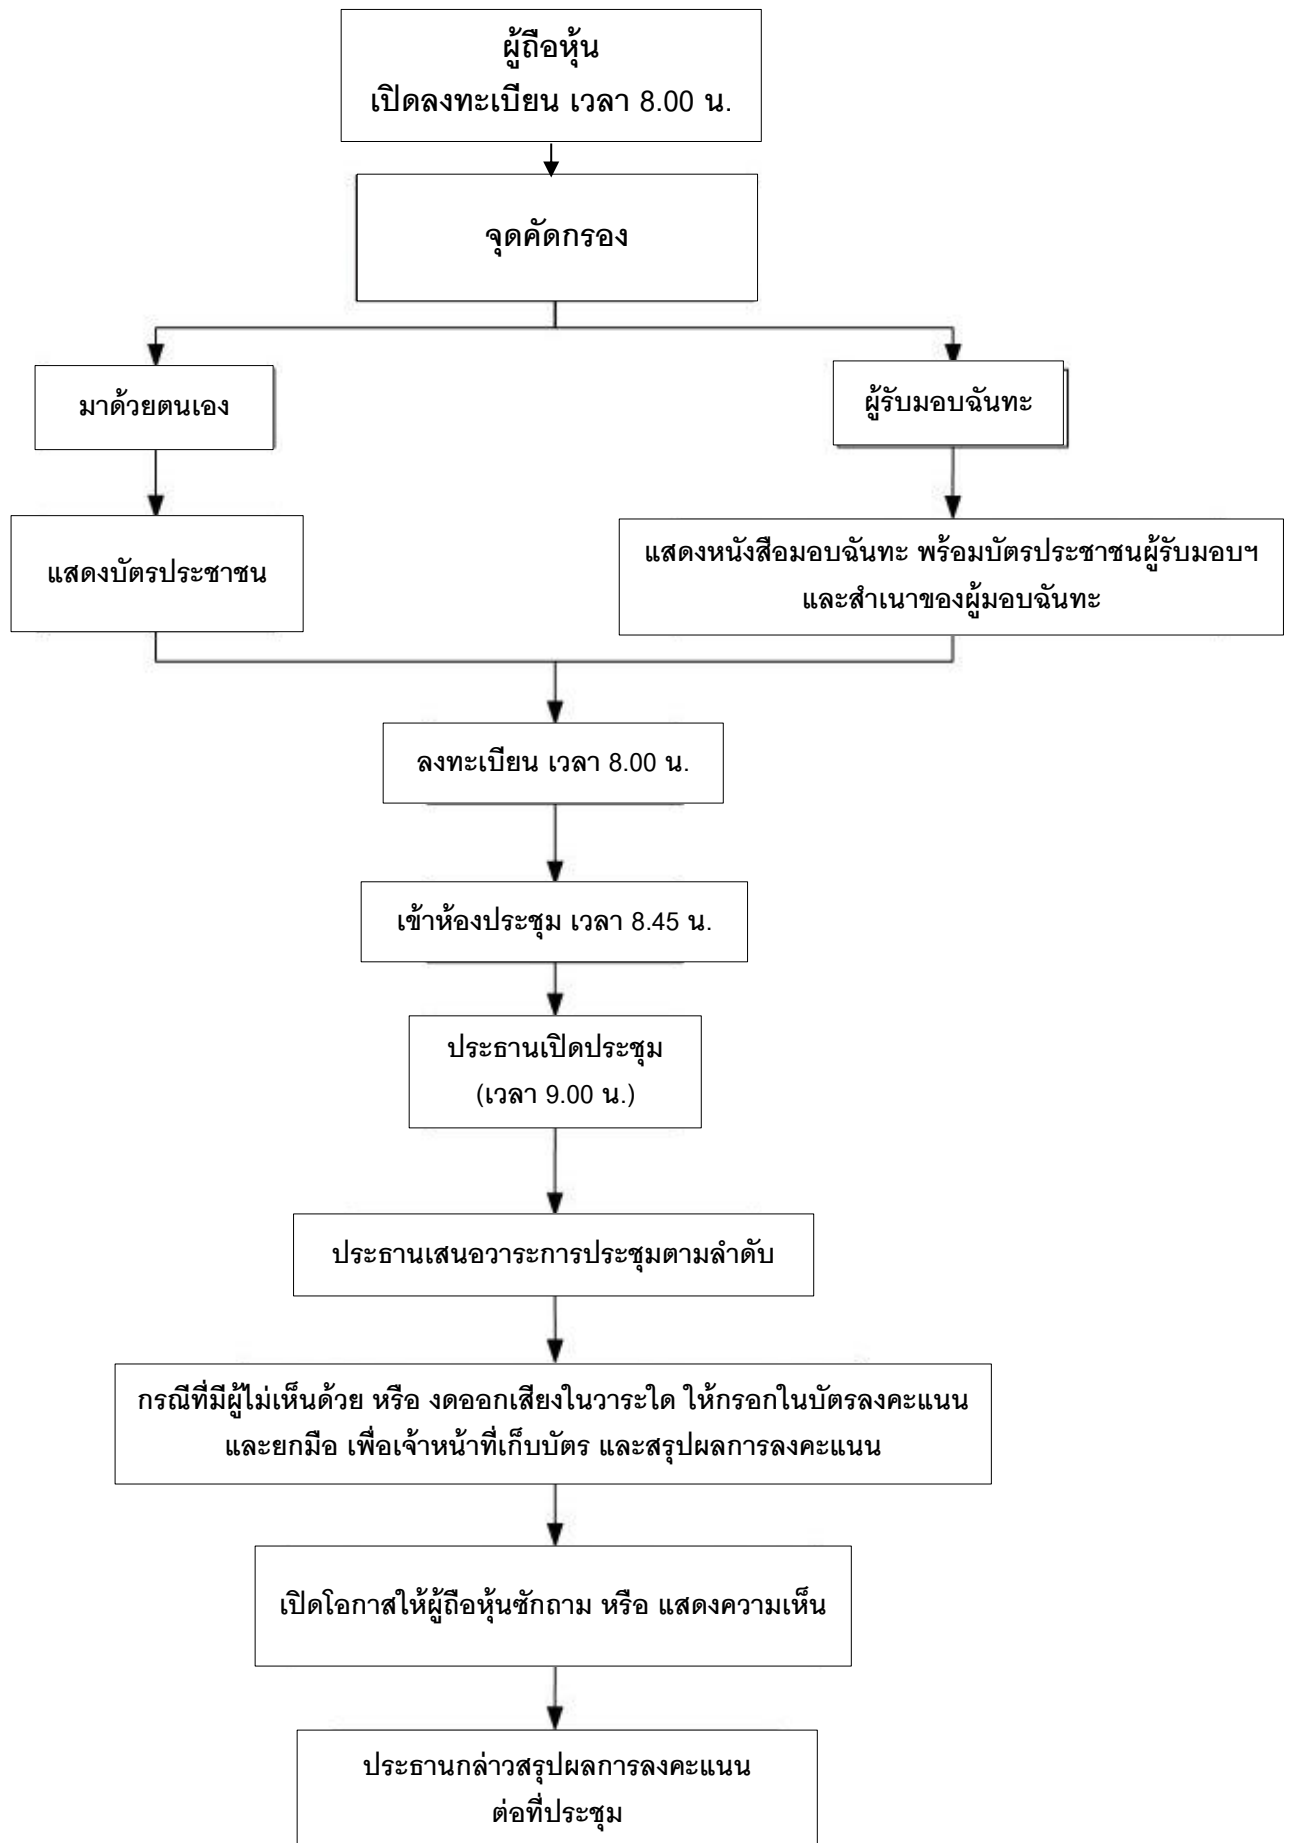 ผู้ถือหุ้น
เปิดลงทะเบียน เวลา 8.00 น.
จุดคัดกรอง
มาด้วยตนเอง
ผู้รับมอบฉันทะ
แสดงบัตรประชาชน
แสดงหนังสือมอบฉันทะ พร้อมบัตรประชาชนผู้รับมอบฯ
และสำเนาของผู้มอบฉันทะ
ลงทะเบียน เวลา 8.00 น.
เข้าห้องประชุม เวลา 8.45 น.
ประธานเปิดประชุม
(เวลา 9.00 น.)
ประธานเสนอวาระการประชุมตามลำดับ
กรณีที่มีผู้ไม่เห็นด้วย หรือ งดออกเสียงในวาระใด ให้กรอกในบัตรลงคะแนน
และยกมือ เพื่อเจ้าหน้าที่เก็บบัตร และสรุปผลการลงคะแนน
เปิดโอกาสให้ผู้ถือหุ้นซักถาม หรือ แสดงความเห็น
ประธานกล่าวสรุปผลการลงคะแนน
ต่อที่ประชุม